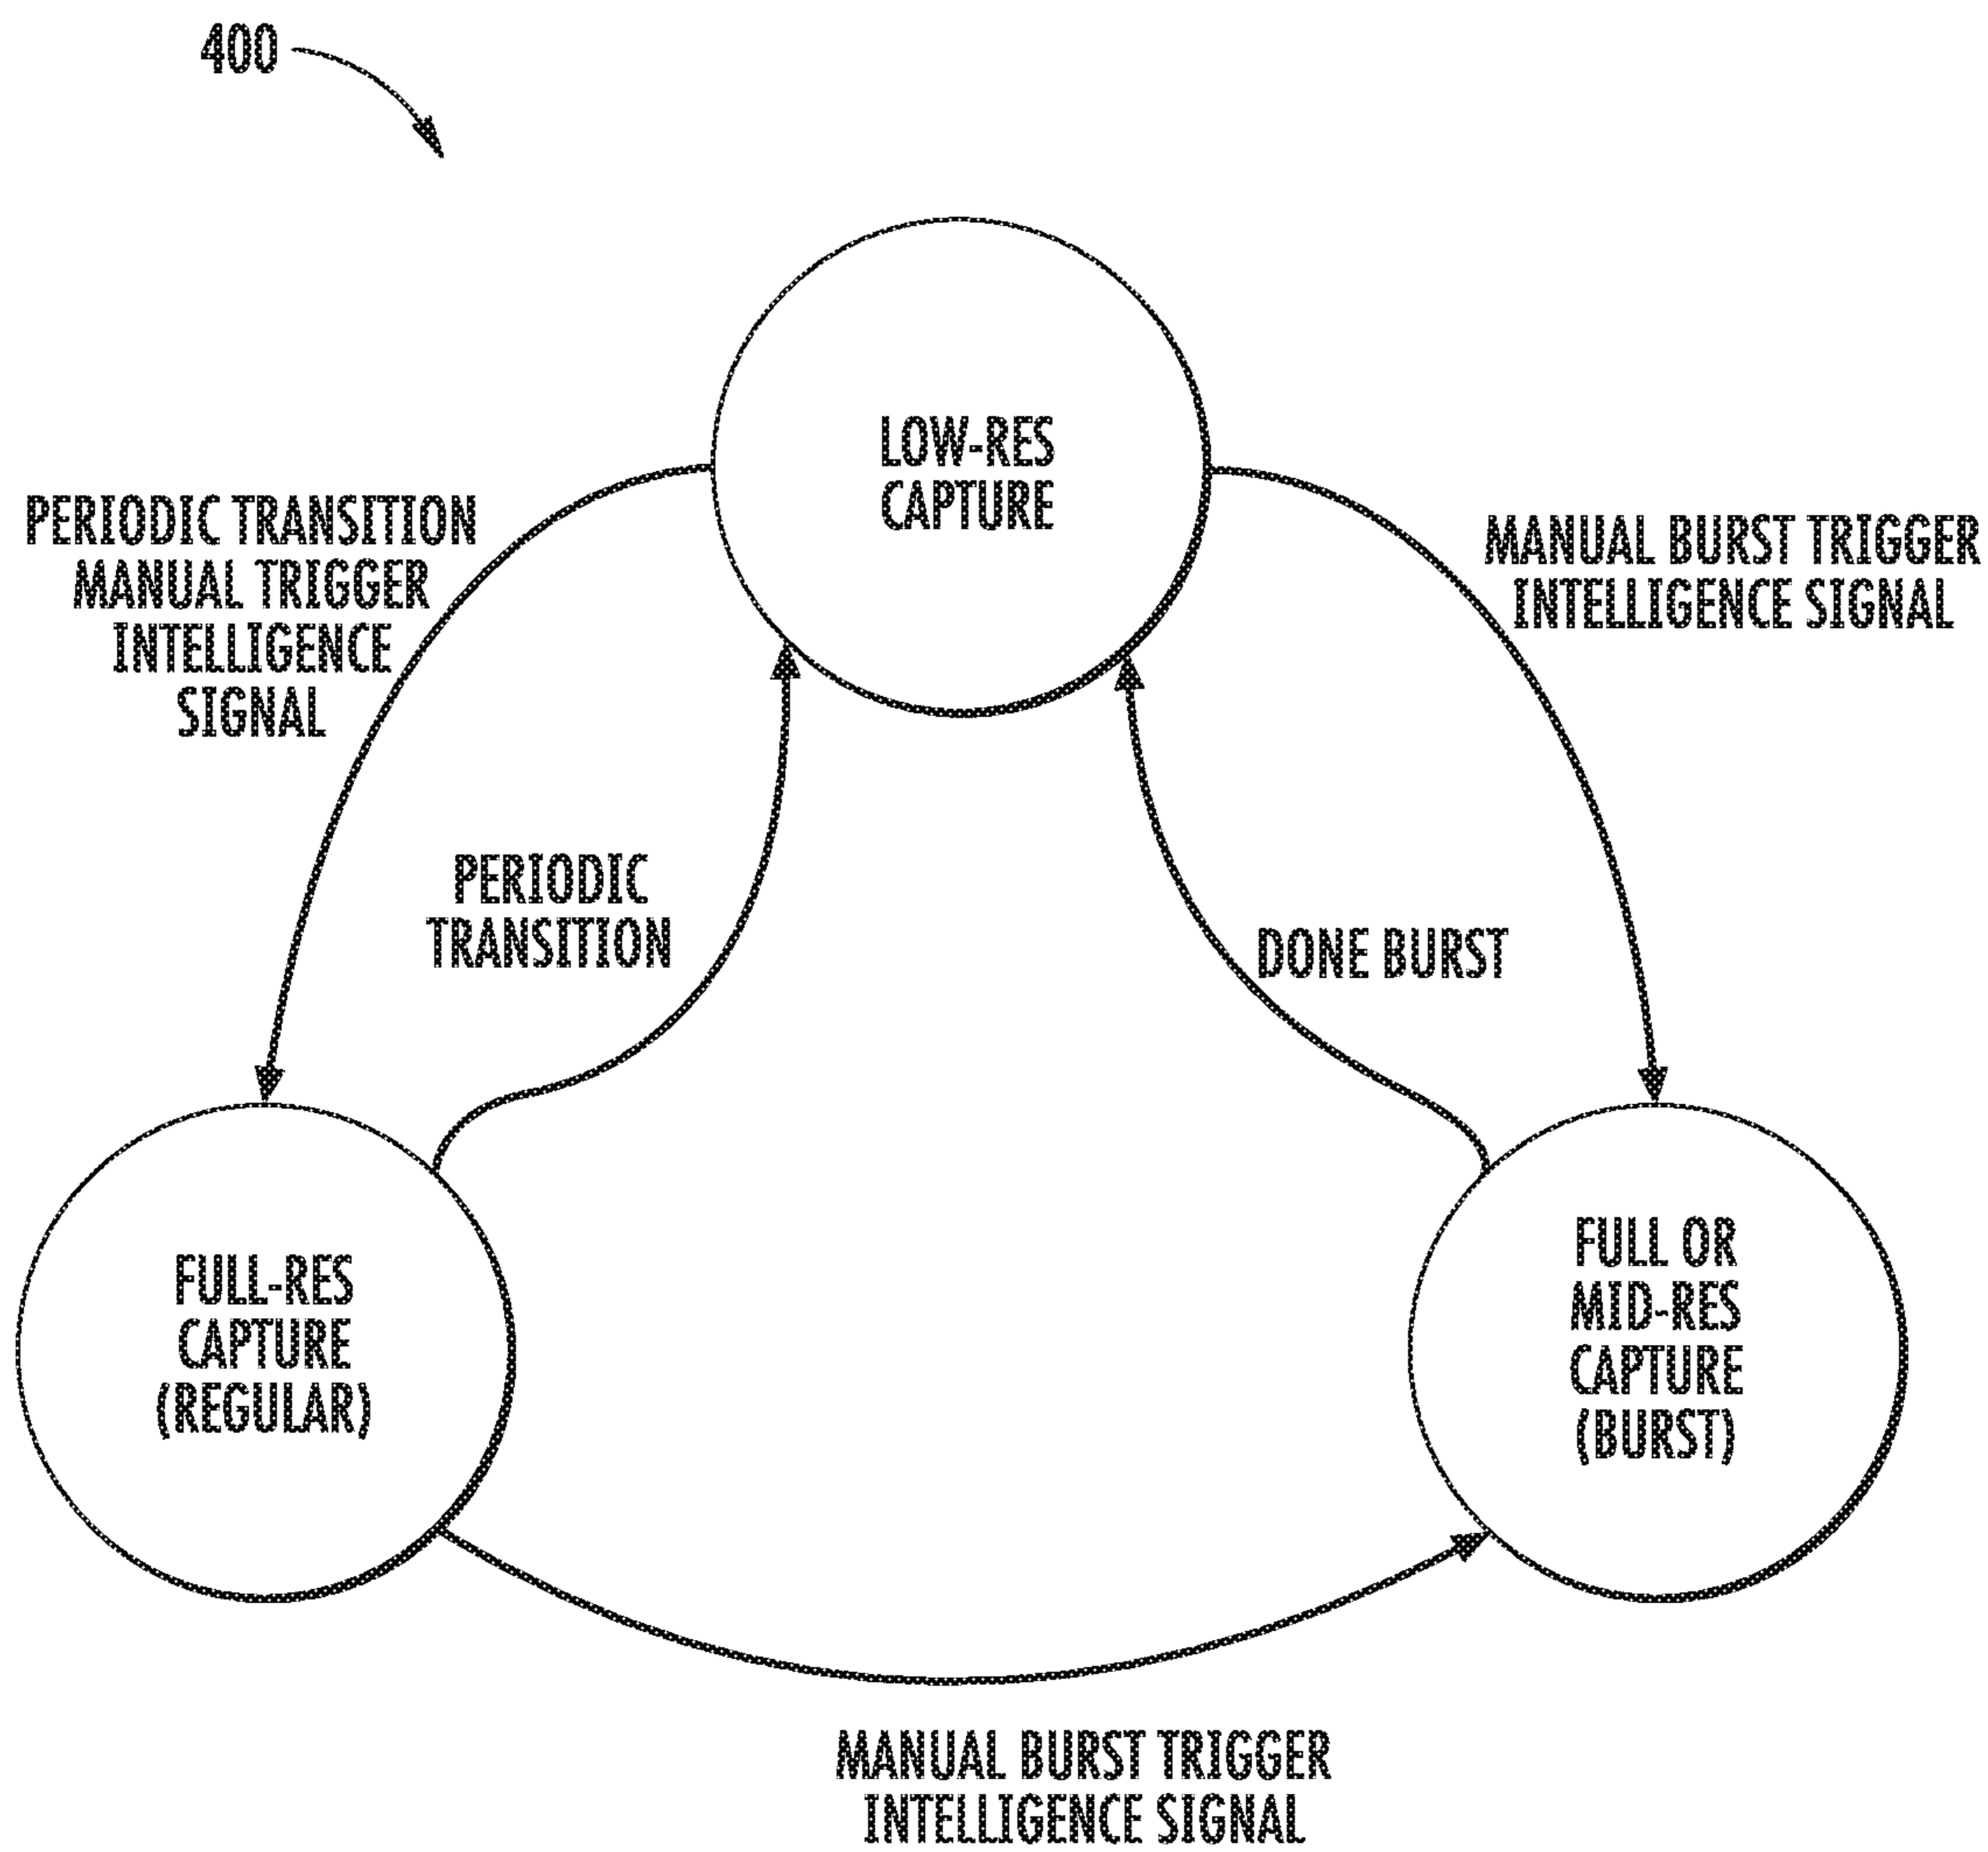 400
LOW-RES
CAPTURE
PERIODIC TRANSITION
MANUAL TRIGGER
INTELLIGENCE
SIGNAL
MANUAL BURST TRIGGER
INTELLIGENCE SIGNAL
PERIODIC
TRANSITION
DONE BURST
FULL-RES
CAPTURE
(REGULAR)
FULL OR
MID-RES
CAPTURE
(BURST)
MANUAL BURST TRIGGER
INTELLIGENCE SIGNAL